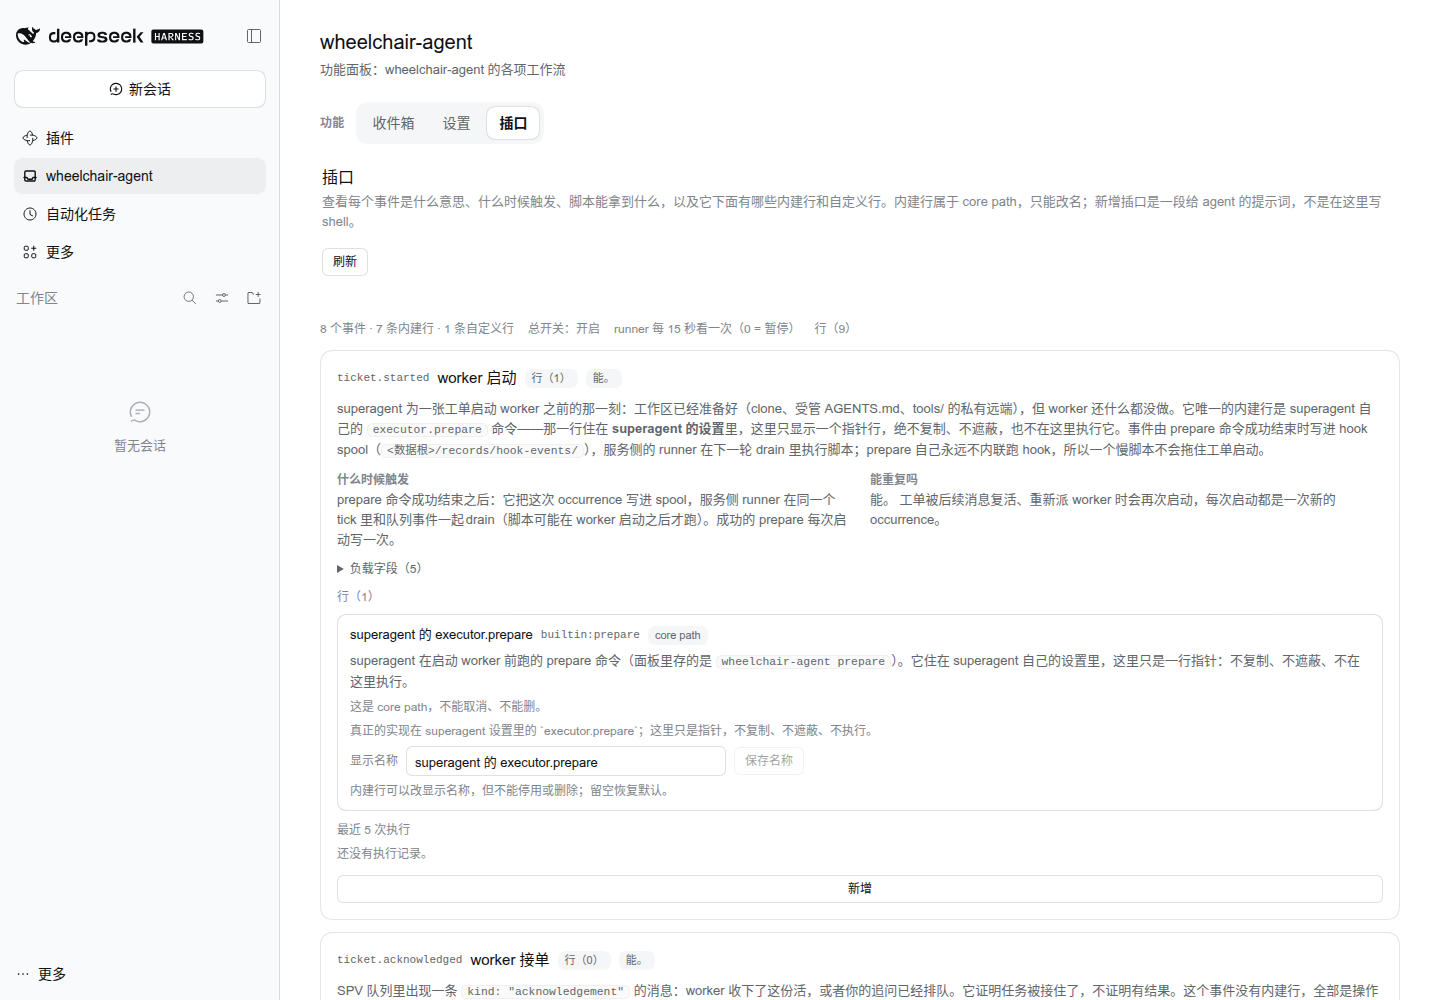 deepseek HARNESS
新会话
插件
wheelchair-agent
自动化任务
更多
工作区
暂无会话
更多
wheelchair-agent
功能面板：wheelchair-agent 的各项工作流
功能 收件箱 设置 插口
插口
查看每个事件是什么意思、什么时候触发、脚本能拿到什么，以及它下面有哪些内建行和自定义行。内建行属于 core path，只能改名；新增插口是一段给 agent 的提示词，不是在这里写
shell。
刷新
8 个事件 · 7 条内建行 · 1 条自定义行 总开关：开启 runner 每 15 秒看一次（0 = 暂停） 行（9）
ticket.started worker 启动 行（1） 能。
superagent 为一张工单启动 worker 之前的那一刻：工作区已经准备好（clone、受管 AGENTS.md、tools/ 的私有远端），但 worker 还什么都没做。它唯一的内建行是 superagent 自
己的 executor.prepare 命令——那一行住在 superagent 的设置里，这里只显示一个指针行，绝不复制、不遮蔽，也不在这里执行它。事件由 prepare 命令成功结束时写进 hook
spool（ <数据根>/records/hook-events/ ），服务侧的 runner 在下一轮 drain 里执行脚本；prepare 自己永远不内联跑 hook，所以一个慢脚本不会拖住工单启动。
什么时候触发
prepare 命令成功结束之后：它把这次 occurrence 写进 spool，服务侧 runner 在同一个
tick 里和队列事件一起 drain（脚本可能在 worker 启动之后才跑）。成功的 prepare 每次启
动写一次。
能重复吗
能。 工单被后续消息复活、重新派 worker 时会再次启动，每次启动都是一次新的
occurrence。
负载字段（5）
行（1）
superagent 的 executor.prepare builtin:prepare core path
superagent 在启动 worker 前跑的 prepare 命令（面板里存的是 wheelchair-agent prepare ）。它住在 superagent 自己的设置里，这里只是一行指针：不复制、不遮蔽、不在
这里执行。
这是 core path，不能取消、不能删。
真正的实现在 superagent 设置里的 `executor.prepare`；这里只是指针，不复制、不遮蔽、不执行。
显示名称 superagent 的 executor.prepare 保存名称
内建行可以改显示名称，但不能停用或删除；留空恢复默认。
最近 5 次执行
还没有执行记录。
新增
ticket.acknowledged worker 接单 行（0） 能。
SPV 队列里出现一条 kind: "acknowledgement" 的消息：worker 收下了这份活，或者你的追问已经排队。它证明任务被接住了，不证明有结果。这个事件没有内建行，全部是操作